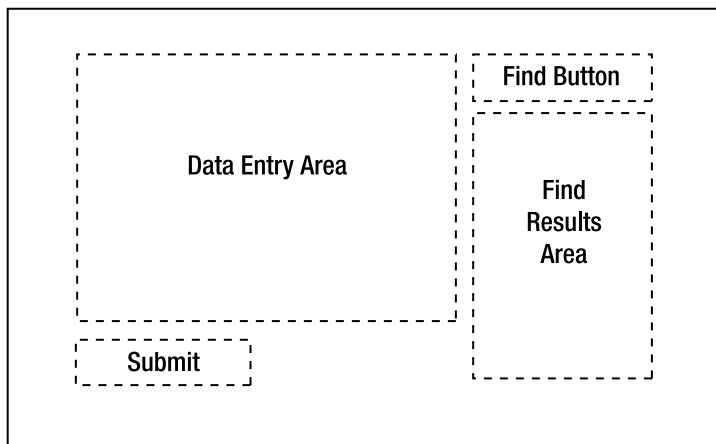 Find Button
Data Entry Area
Find
Results
Area
Submit